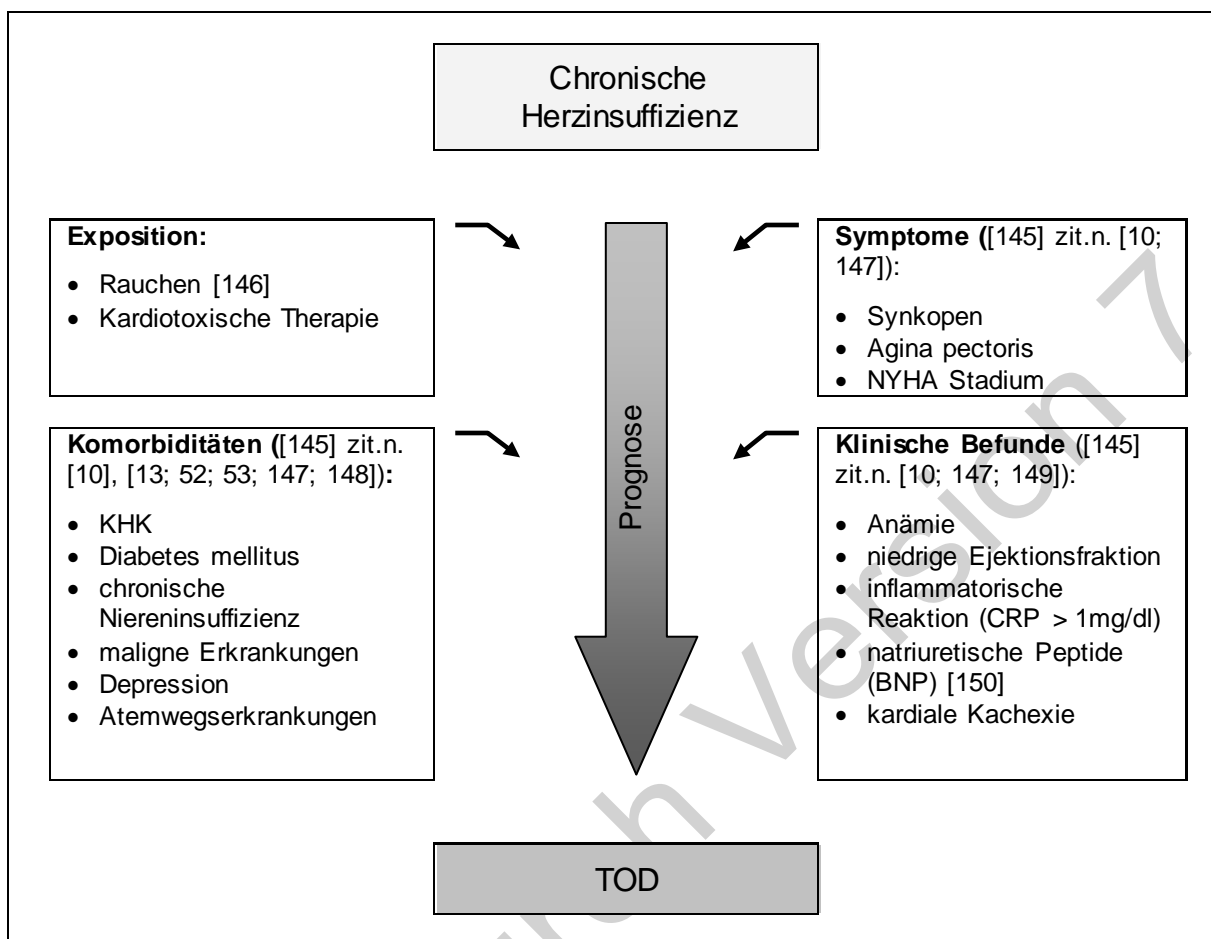 Chronische
Herzinsuffizienz
Exposition:
• Rauchen [146]
• Kardiotoxische Therapie
Symptome ([145] zit.n. [10;
147]):
• Synkopen
• Agina pectoris
• NYHA Stadium
Prognose
Komorbiditäten ([145] zit.n.
[10], [13; 52; 53; 147; 148]):
• KHK
• Diabetes mellitus
• chronische
Niereninsuffizienz
• maligne Erkrankungen
• Depression
• Atemwegserkrankungen
Klinische Befunde ([145]
zit.n. [10; 147; 149]):
• Anämie
• niedrige Ejektionsfraktion
• inflammatorische
Reaktion (CRP > 1mg/dl)
• natriuretische Peptide
(BNP) [150]
• kardiale Kachexie
TOD
rch Version 7